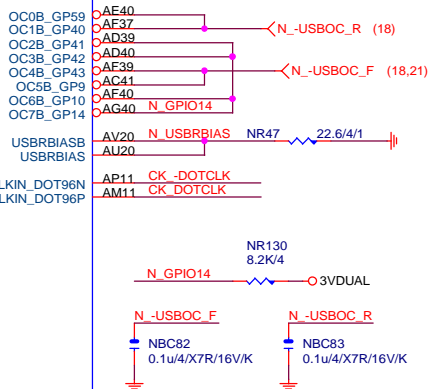 OC0B_GP59 AE40
OC1B_GP40 AF37 N_-USBOC_R (18)
OC2B_GP41 AD39
OC3B_GP42 AD40
OC4B_GP43 AF39 N_-USBOC_F (18,21)
OC5B_GP9 AC41
OC6B_GP10 AF40
OC7B_GP14 AG40 N_GPIO14
USBRBIASB AV20 N_USBRBIAS NR47 22.6/4/1
USBRBIAS AU20
LKIN_DOT96N AP11 CK_-DOTCLK
LKIN_DOT96P AM11 CK_DOTCLK
NR130
8.2K/4
N_GPIO14 3VDUAL
N_-USBOC_F N_-USBOC_R
NBC82 NBC83
0.1u/4/X7R/16V/K 0.1u/4/X7R/16V/K